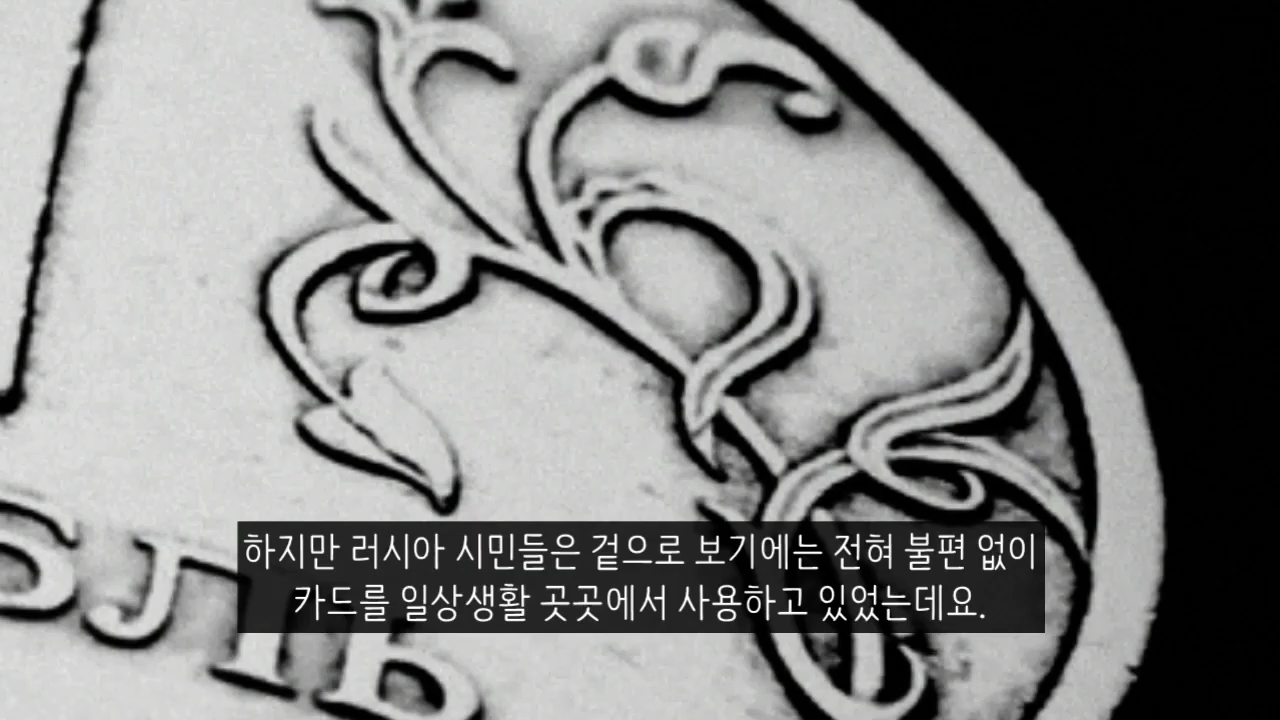 БЛЬ
하지만 러시아 시민들은 겉으로 보기에는 전혀 불편 없이
카드를 일상생활 곳곳에서 사용하고 있었는데요.